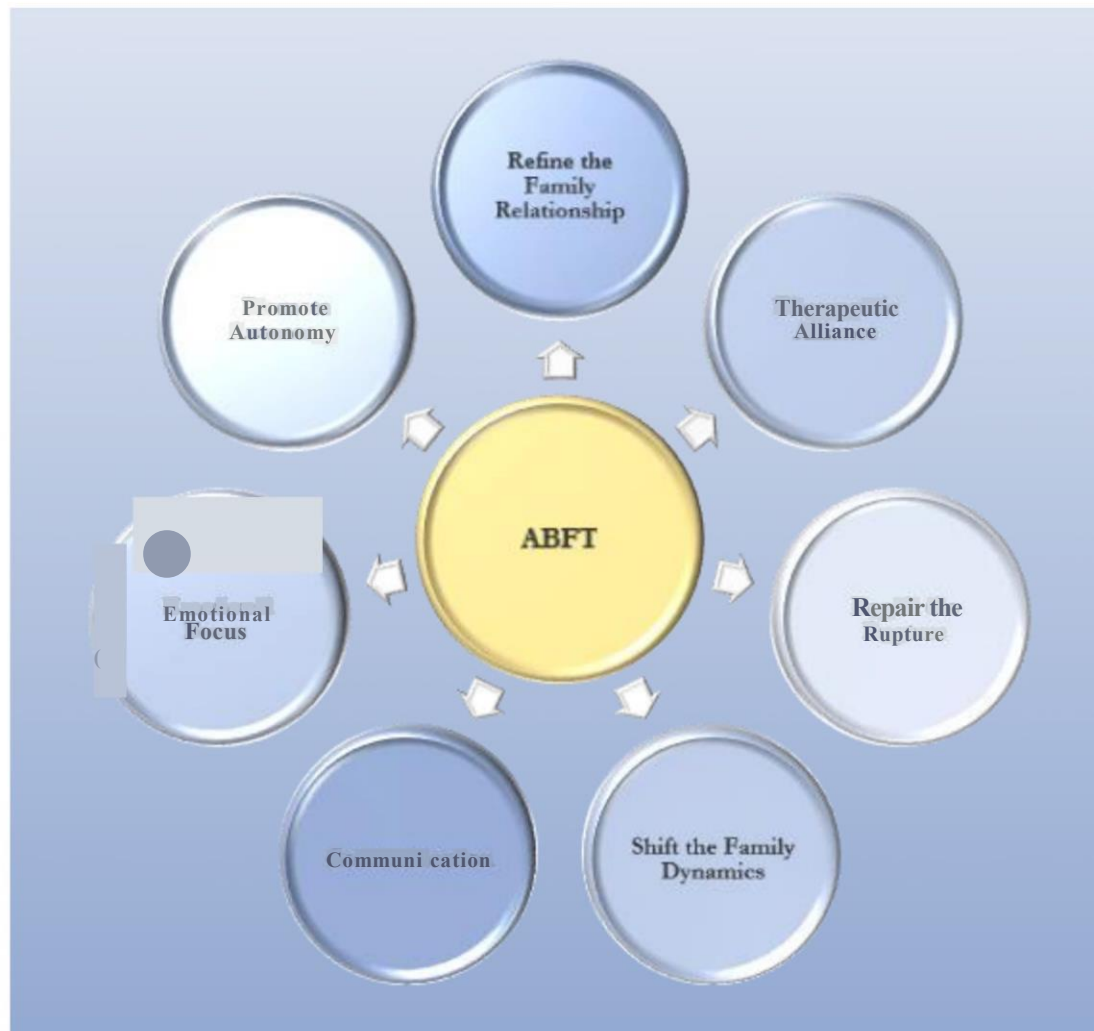 Refine the
Family
Relationship
Therapeutic
Alliance
Repair the
Rupture
Shift the Family
Dynamics
Communi cation
Emotional
Focus
(
Promote
Autonomy
ABFT